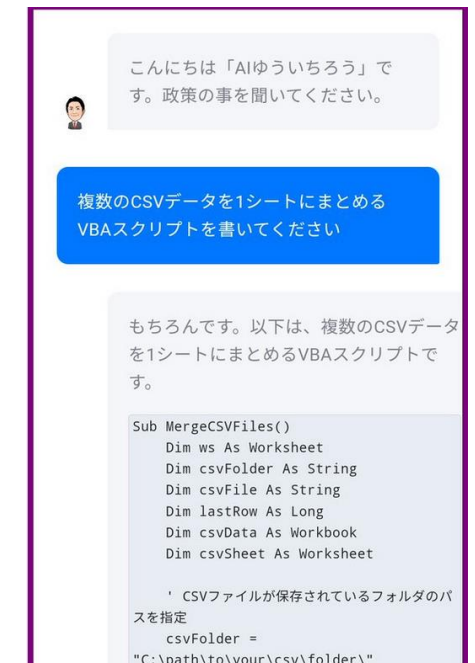 こんにちは「AIゆういちろう」で
す。政策の事を聞いてください。
複数のCSVデータを1シートにまとめる
VBAスクリプトを書いてください
もちろんです。以下は、複数のCSVデータ
を1シートにまとめるVBAスクリプトで
す。
Sub MergeCSVFiles()
    Dim ws As Worksheet
    Dim csvFolder As String
    Dim csvFile As String
    Dim lastRow As Long
    Dim csvData As Workbook
    Dim csvSheet As Worksheet
    ' CSVファイルが保存されているフォルダのパ
スを指定
    csvFolder =
"C:\path\to\your\csv\folder\"